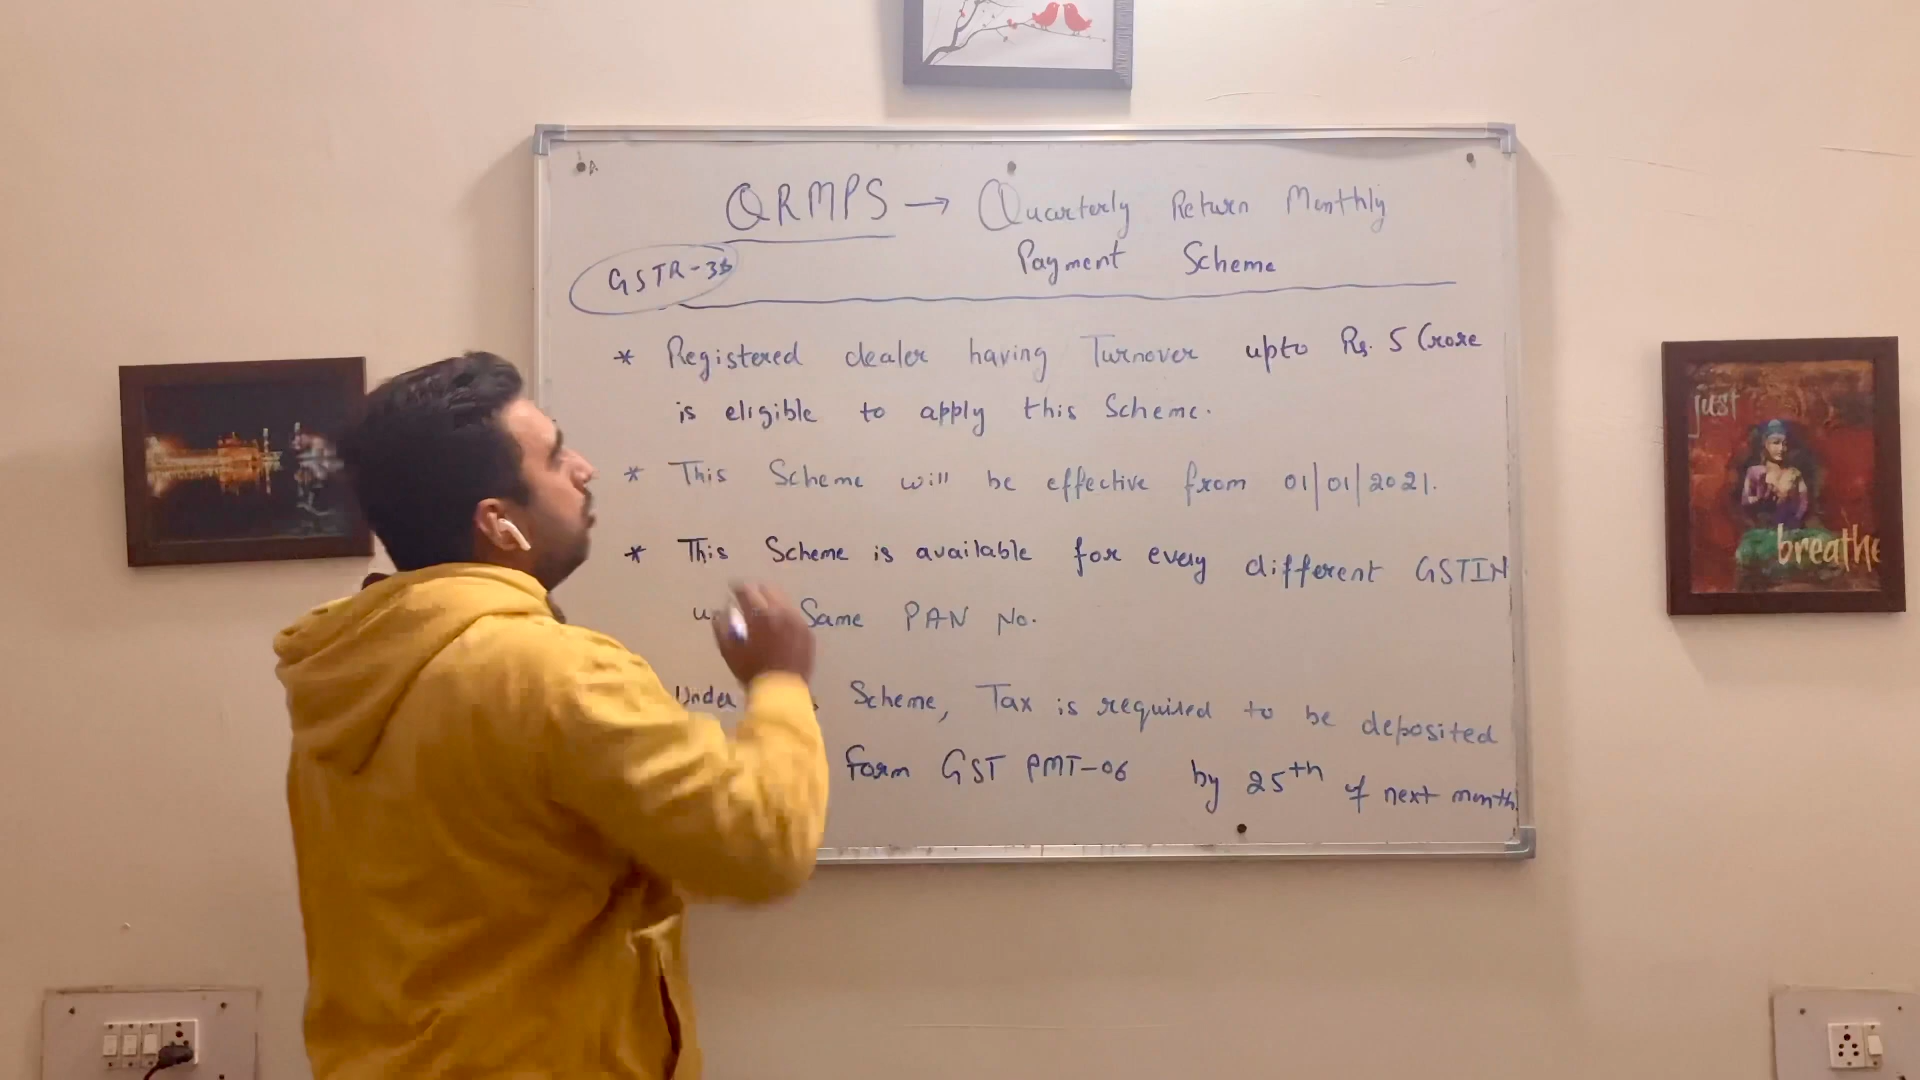 QRMPS → Quarterly Return Monthly
Payment Scheme
GSTR-3B
* Registered dealer having Turnover upto Rs. 5 Crore
is eligible to apply this Scheme.
* This Scheme will be effective from 01/01/2021.
* This Scheme is available for every different GSTIN
Same PAN No.
Under Scheme, Tax is required to be deposited
form GST PMT-06 by 25th of next month.
just
breathe